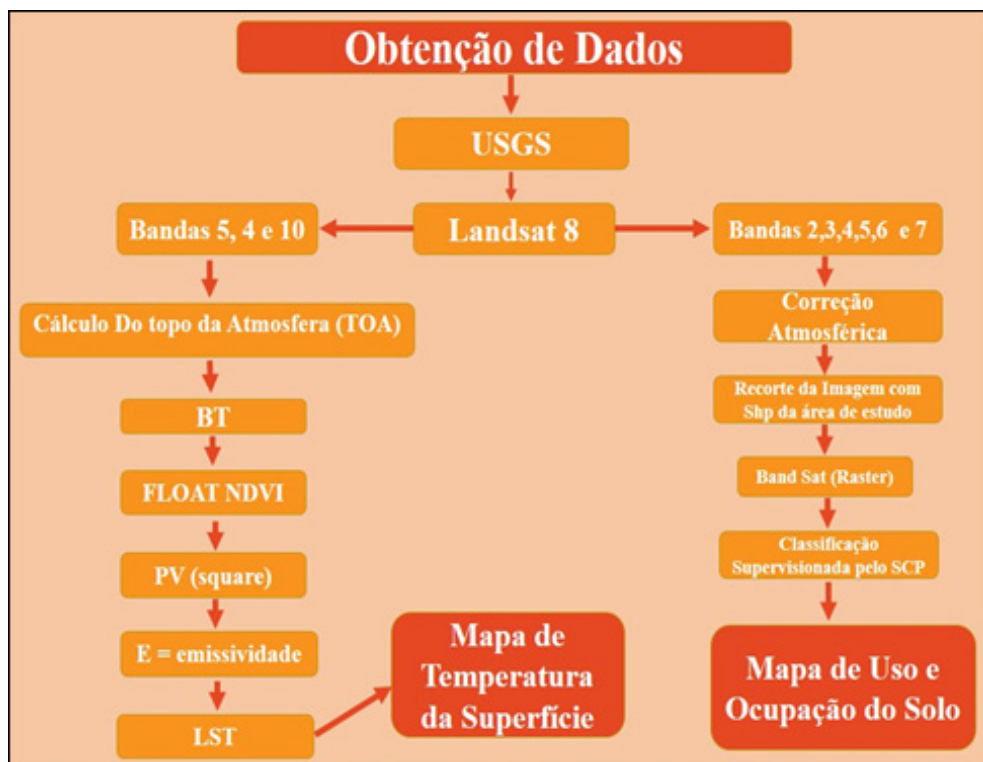 Obtenção de Dados
USGS
Landsat 8
Bandas 5, 4 e 10
Cálculo Do topo da Atmosfera (TOA)
BT
FLOAT NDVI
PV (square)
E = emissividade
LST
Mapa de
Temperatura
da Superfície
Bandas 2,3,4,5,6 e 7
Correção
Atmosférica
Recorte da Imagem com
Shp da área de estudo
Band Sat (Raster)
Classificação
Supervisionada pelo SCP
Mapa de Uso e
Ocupação do Solo